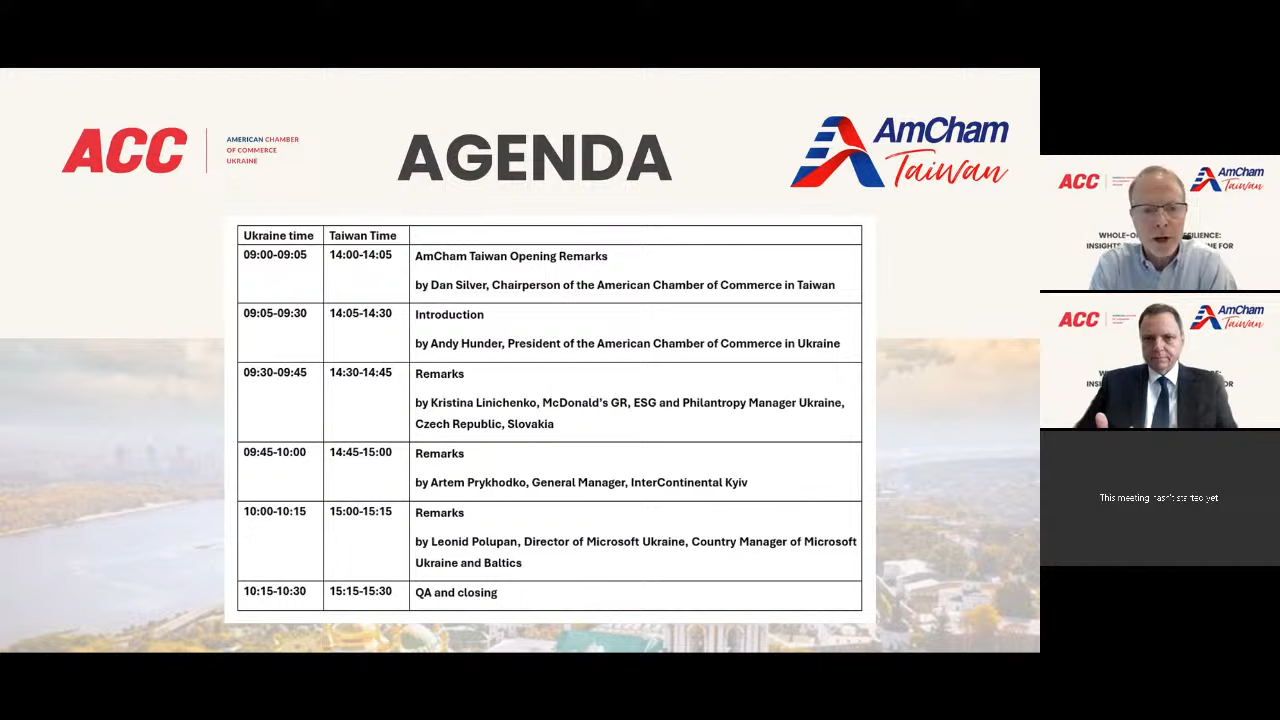 ACC
AMERICAN CHAMBER
OF COMMERCE
UKRAINE
AGENDA
AmCham
Taiwan
Ukraine time Taiwan Time
09:00-09:05 14:00-14:05 AmCham Taiwan Opening Remarks
by Dan Silver, Chairperson of the American Chamber of Commerce in Taiwan
09:05-09:30 14:05-14:30 Introduction
by Andy Hunder, President of the American Chamber of Commerce in Ukraine
09:30-09:45 14:30-14:45 Remarks
by Kristina Linichenko, McDonald's GR, ESG and Philantropy Manager Ukraine,
Czech Republic, Slovakia
09:45-10:00 14:45-15:00 Remarks
by Artem Prykhodko, General Manager, InterContinental Kyiv
10:00-10:15 15:00-15:15 Remarks
by Leonid Polupan, Director of Microsoft Ukraine, Country Manager of Microsoft
Ukraine and Baltics
10:15-10:30 15:15-15:30 QA and closing
ACC
AmCham
Taiwan
WHOLE-O
INSIGHTS
ACC
AmCham
Taiwan
This meeting hasn't started yet